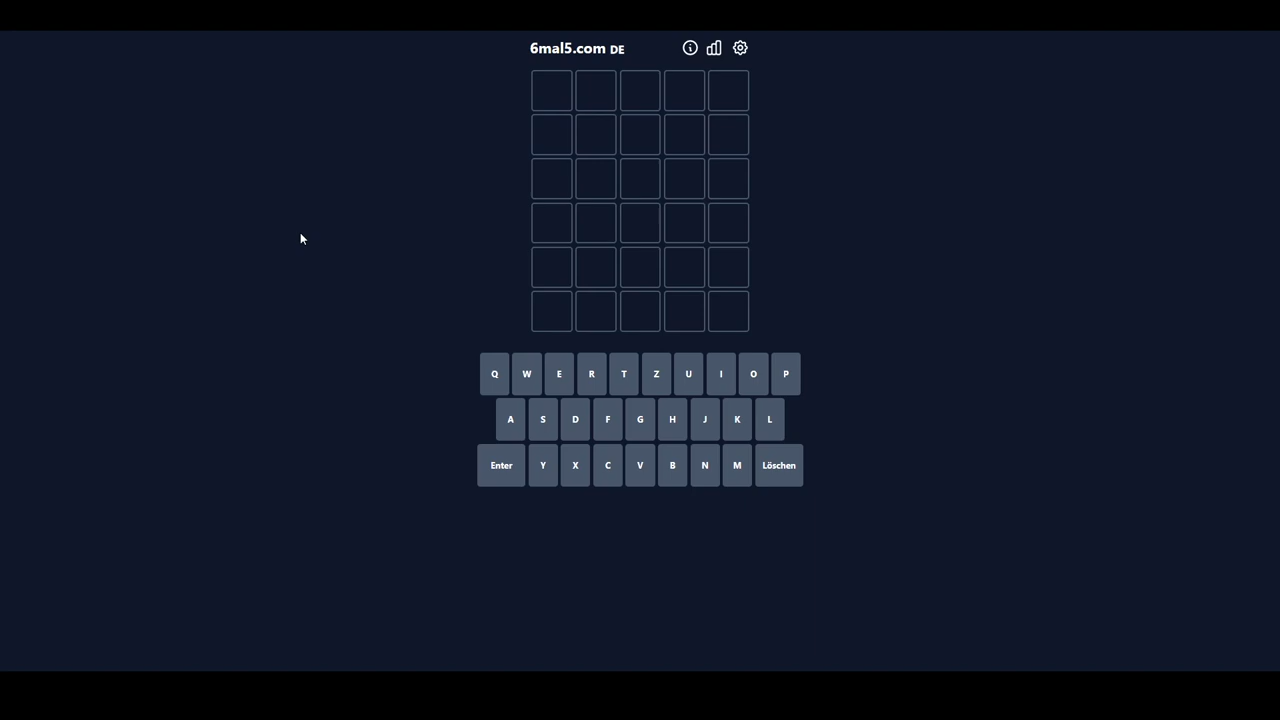 6mal5.com DE
Q W E R T Z U I O P
A S D F G H J K L
Enter Y X C V B N M Löschen